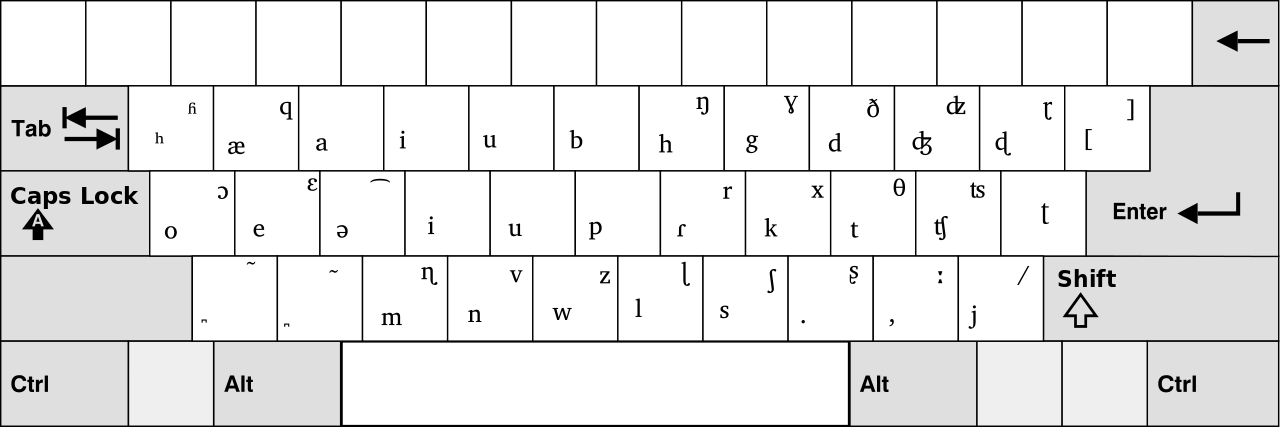 Tab ʱ ʰ q æ a i u b ŋ h ɣ g ð d ʣ ʤ ɽ ɖ ] [
Caps Lock A ɔ o ɛ e ͡ ə i u p r ɾ x k θ t ʦ ʧ ʈ Enter
˜ ̪ ˜ ̪ ɳ m v n z w ɭ l ʃ s ʂ . ː , / j Shift
Ctrl Alt Alt Ctrl